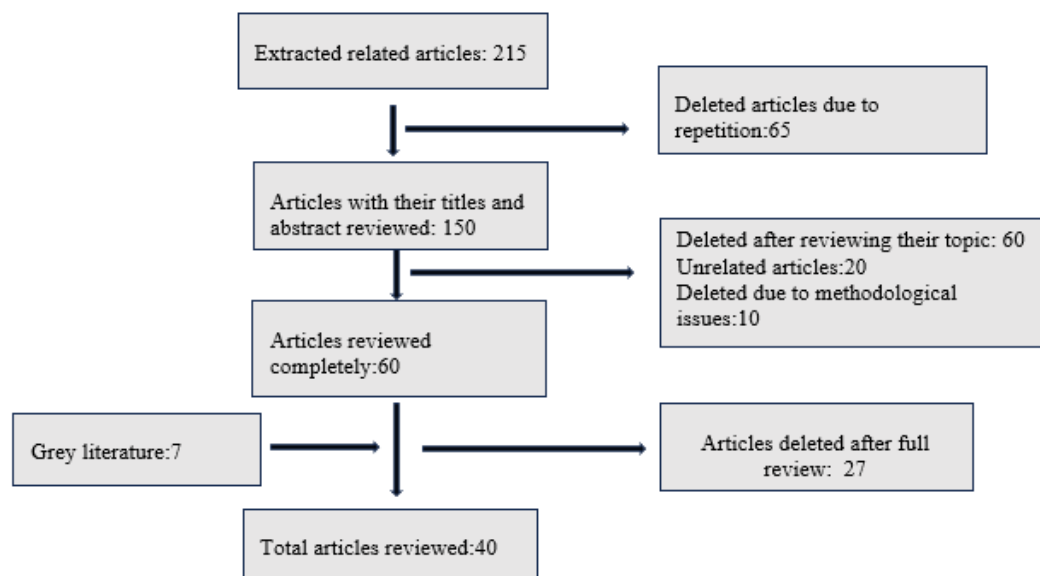 Extracted related articles: 215
Deleted articles due to
repetition:65
Articles with their titles and
abstract reviewed: 150
Deleted after reviewing their topic: 60
Unrelated articles:20
Deleted due to methodological
issues:10
Articles reviewed
completely:60
Grey literature:7
Articles deleted after full
review: 27
Total articles reviewed:40